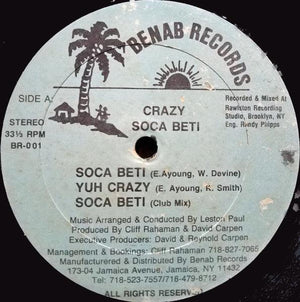 BENAB RECORDS
SIDE A:
STEREO
33⅓ RPM
BR-001
CRAZY
SOCA BETI
Recorded & Mixed At
Rawlston Recording
Studio, Brooklyn, NY
Eng. Randy Phipps
SOCA BETI (E.Ayoung, W. Devine)
YUH CRAZY (E. Ayoung, K. Smith)
SOCA BETI (Club Mix)
Music Arranged & Conducted By Leston Paul
Produced By Cliff Rahaman & David Carpen
Executive Producers: David & Reynold Carpen
Management & Bookings: Cliff Rahaman 718-827-7065
Manufacturered & Distributed By Benab Records
173-04 Jamaica Avenue, Jamaica, NY 11432
Tel: 718-523-7557/718-479-8712
All RIGHTS RESERVED